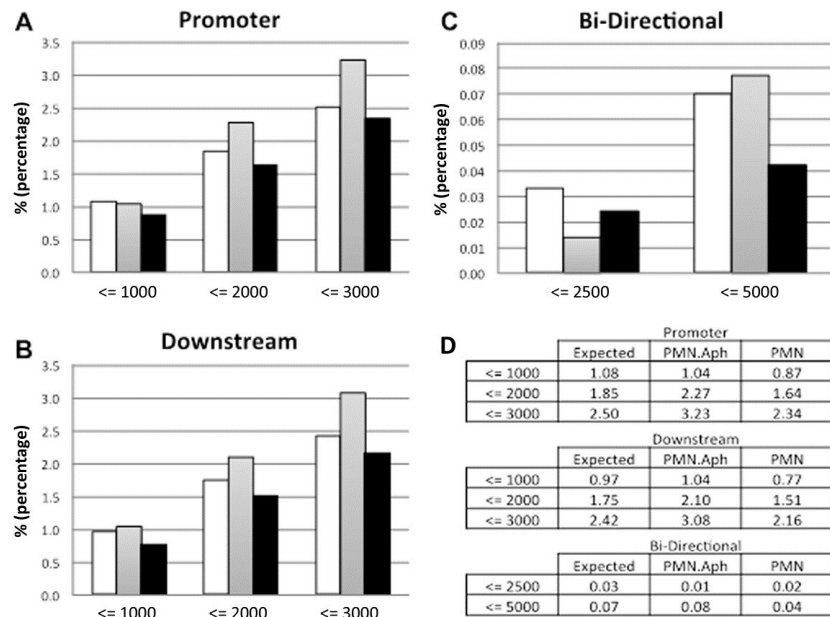 A
Promoter
% (percentage)
3.5
3.0
2.5
2.0
1.5
1.0
0.5
0.0
<= 1000
<= 2000
<= 3000
B
Downstream
% (percentage)
3.5
3.0
2.5
2.0
1.5
1.0
0.5
0.0
<= 1000
<= 2000
<= 3000
C
Bi-Directional
% (percentage)
0.09
0.08
0.07
0.06
0.05
0.04
0.03
0.02
0.01
0.00
<= 2500
<= 5000
D
Promoter
Expected PMN.Aph PMN
<= 1000 1.08 1.04 0.87
<= 2000 1.85 2.27 1.64
<= 3000 2.50 3.23 2.34
Downstream
Expected PMN.Aph PMN
<= 1000 0.97 1.04 0.77
<= 2000 1.75 2.10 1.51
<= 3000 2.42 3.08 2.16
Bi-Directional
Expected PMN.Aph PMN
<= 2500 0.03 0.01 0.02
<= 5000 0.07 0.08 0.04